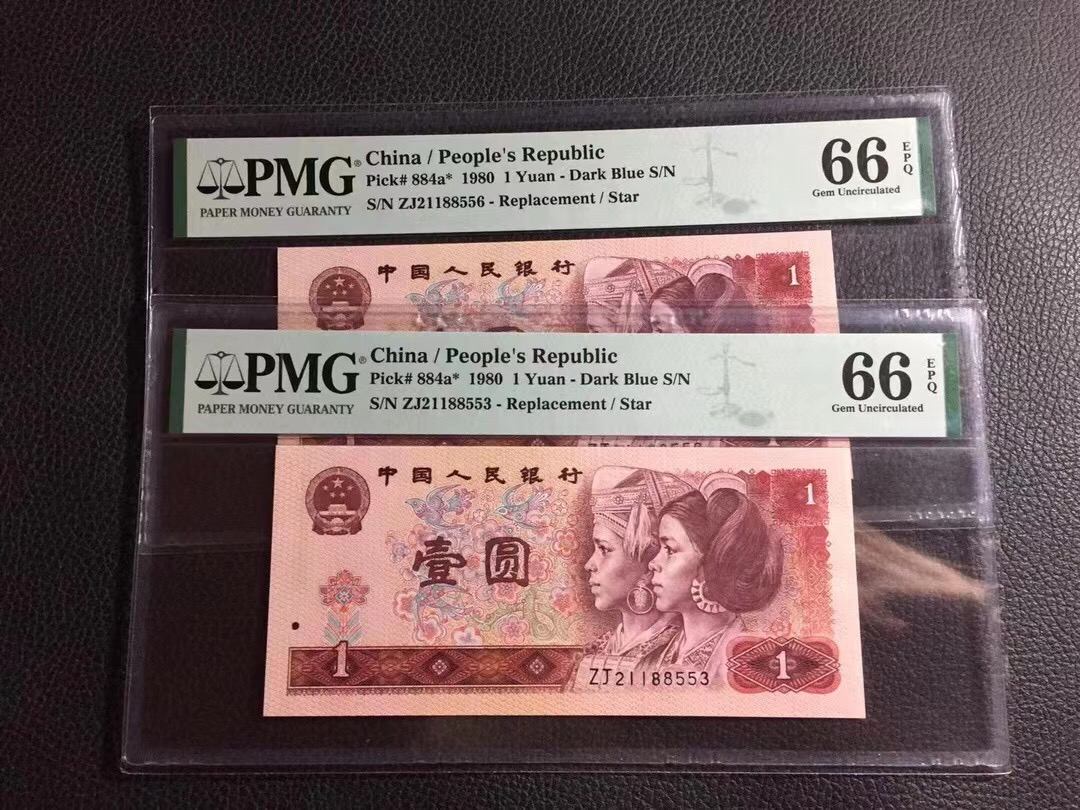 PMG® China / People's Republic
Pick# 884a* 1980 1 Yuan - Dark Blue S/N
PAPER MONEY GUARANTY S/N ZJ21188556 - Replacement / Star
66 EPQ
Gem Uncirculated
中国人民银行
1
PMG® China / People's Republic
Pick# 884a* 1980 1 Yuan - Dark Blue S/N
PAPER MONEY GUARANTY S/N ZJ21188553 - Replacement / Star
66 EPQ
Gem Uncirculated
中国人民银行
1
壹圆
1
ZJ21188553
1